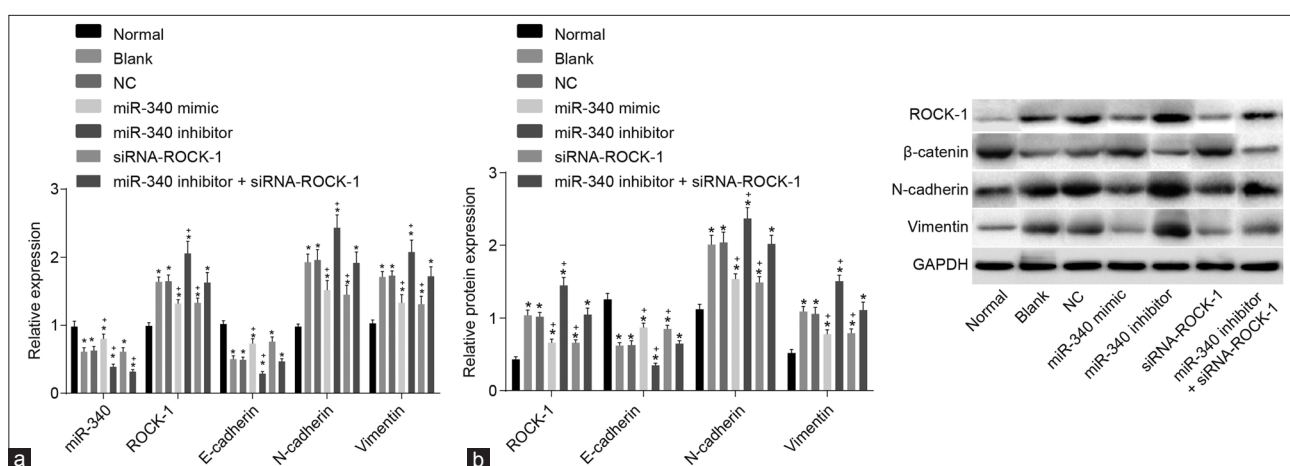 Normal
Blank
NC
miR-340 mimic
miR-340 inhibitor
siRNA-ROCK-1
miR-340 inhibitor + siRNA-ROCK-1
Relative expression
3
2
1
0
miR-340
ROCK-1
E-cadherin
N-cadherin
Vimentin
a
Normal
Blank
NC
miR-340 mimic
miR-340 inhibitor
siRNA-ROCK-1
miR-340 inhibitor + siRNA-ROCK-1
Relative protein expression
3
2
1
0
ROCK-1
E-cadherin
N-cadherin
Vimentin
b
ROCK-1
β-catenin
N-cadherin
Vimentin
GAPDH
Normal
Blank
NC
miR-340 mimic
miR-340 inhibitor
siRNA-ROCK-1
miR-340 inhibitor
+ siRNA-ROCK-1